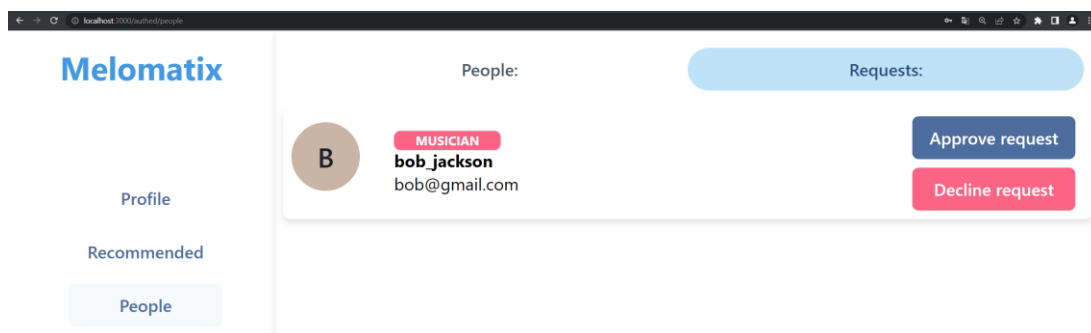 localhost:3000/authed/people
Melomatix
People:
Requests:
B
MUSICIAN
bob_jackson
bob@gmail.com
Approve request
Decline request
Profile
Recommended
People